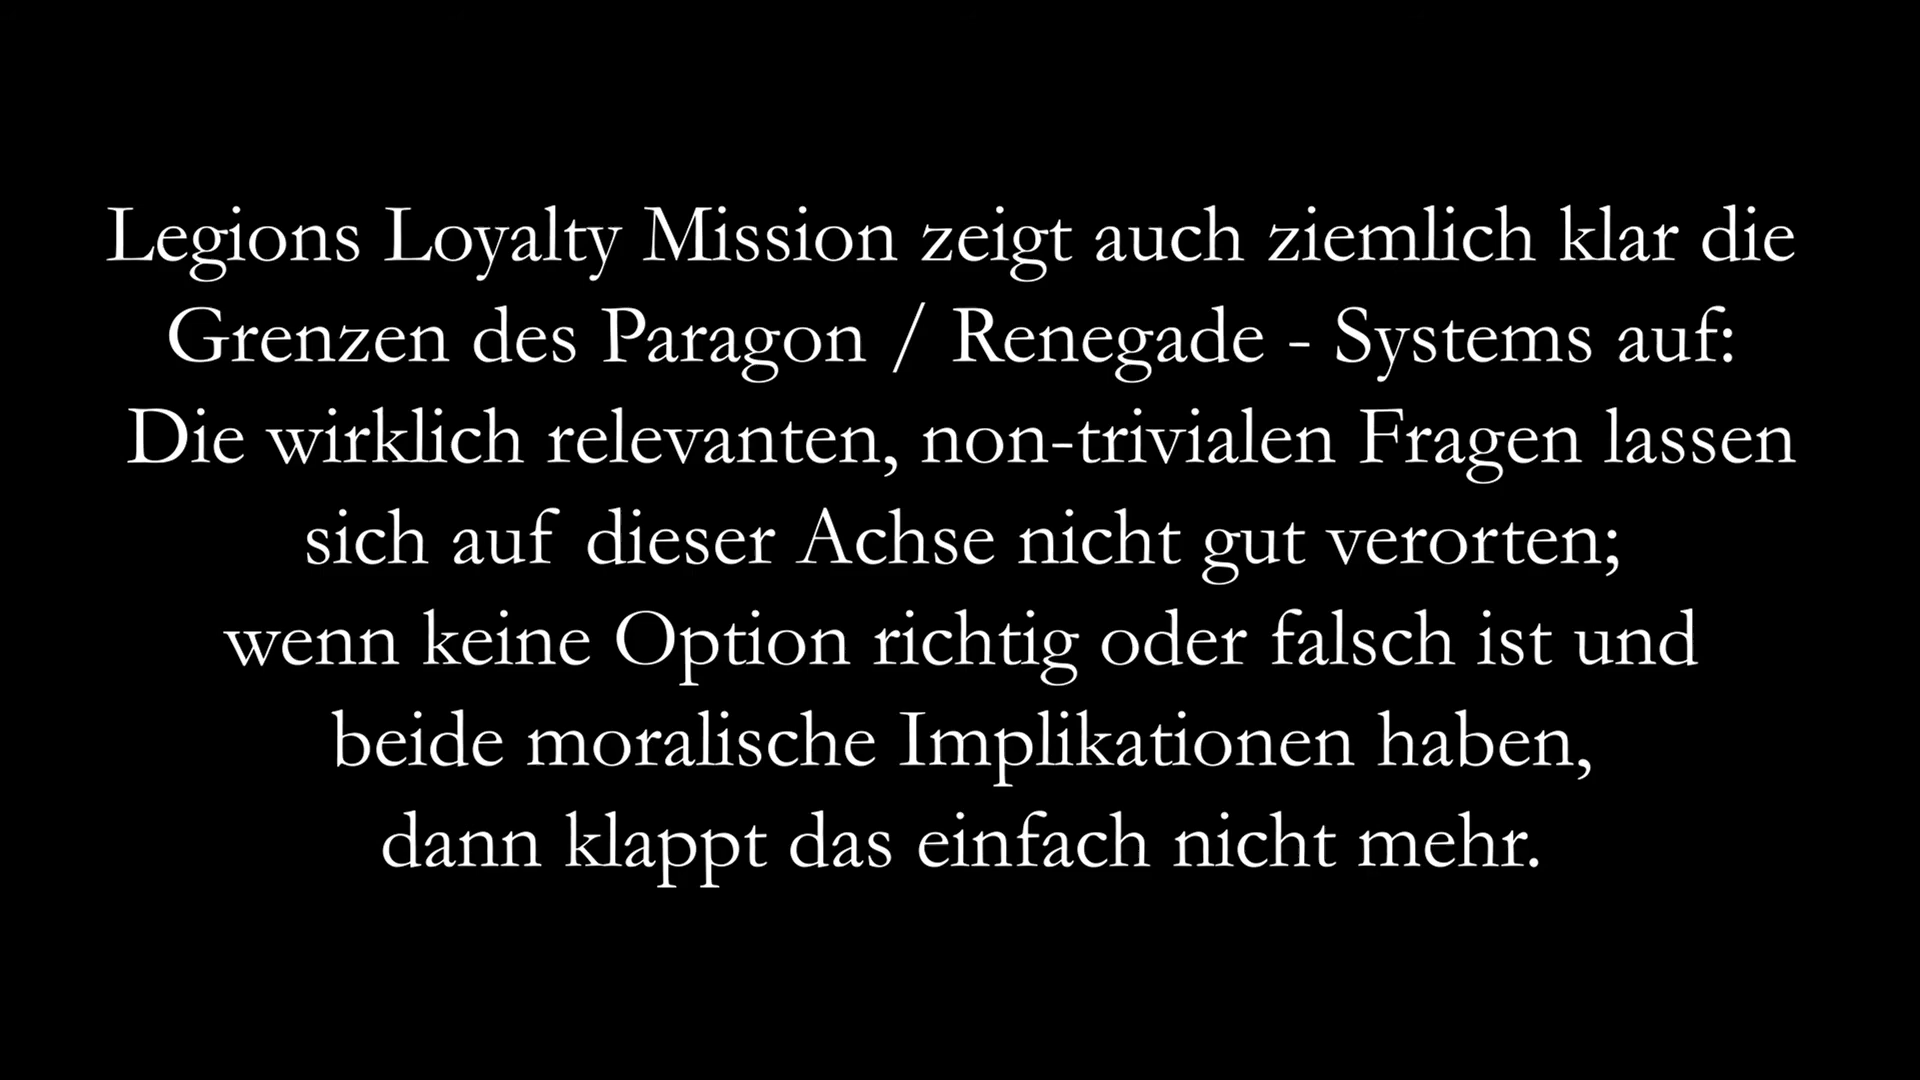 Legions Loyalty Mission zeigt auch ziemlich klar die
Grenzen des Paragon / Renegade - Systems auf:
Die wirklich relevanten, non-trivialen Fragen lassen
sich auf dieser Achse nicht gut verorten;
wenn keine Option richtig oder falsch ist und
beide moralische Implikationen haben,
dann klappt das einfach nicht mehr.